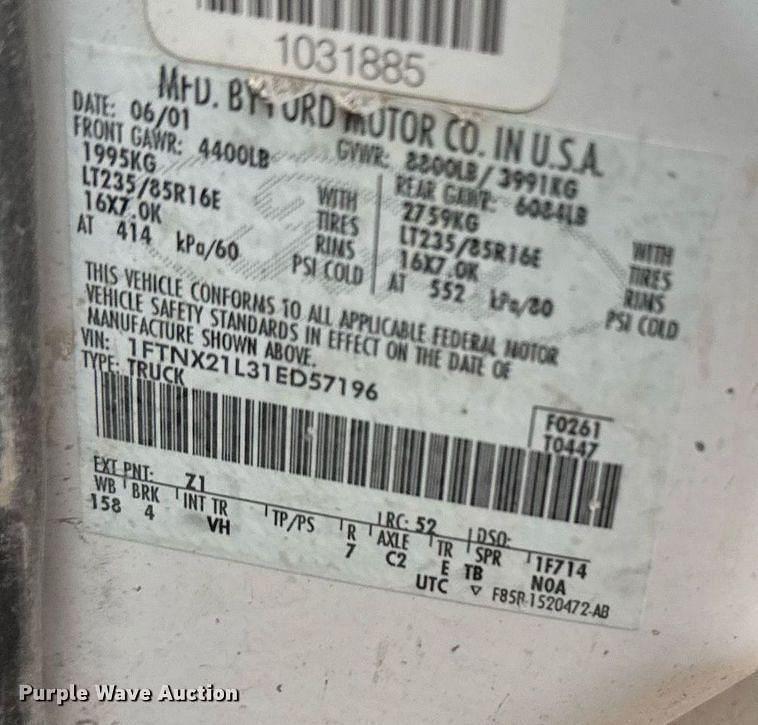 1031885
MFD. BY FORD MOTOR CO. IN U.S.A.
DATE: 06/01 GVWR: 8800LB/3991KG
FRONT GAWR: 4400LB REAR GAWR: 6084LB
1995KG WITH 2759KG WITH
LT235/85R16E TIRES LT235/85R16E TIRES
16X7.0K RIMS 16X7.0K RIMS
AT 414 kPa/60 PSI COLD AT 552 kPa/80 PSI COLD
THIS VEHICLE CONFORMS TO ALL APPLICABLE FEDERAL MOTOR
VEHICLE SAFETY STANDARDS IN EFFECT ON THE DATE OF
MANUFACTURE SHOWN ABOVE.
VIN: 1FTNX21L31ED57196
TYPE: TRUCK
F0261
T0447
EXT PNT: Z1 RC: 52 DSO:
WB BRK INT TR TP/PS R AXLE TR SPR 1F714
158 4 VH 7 C2 E TB N0A
UTC ▽ F85R-1520472-AB
Purple Wave Auction